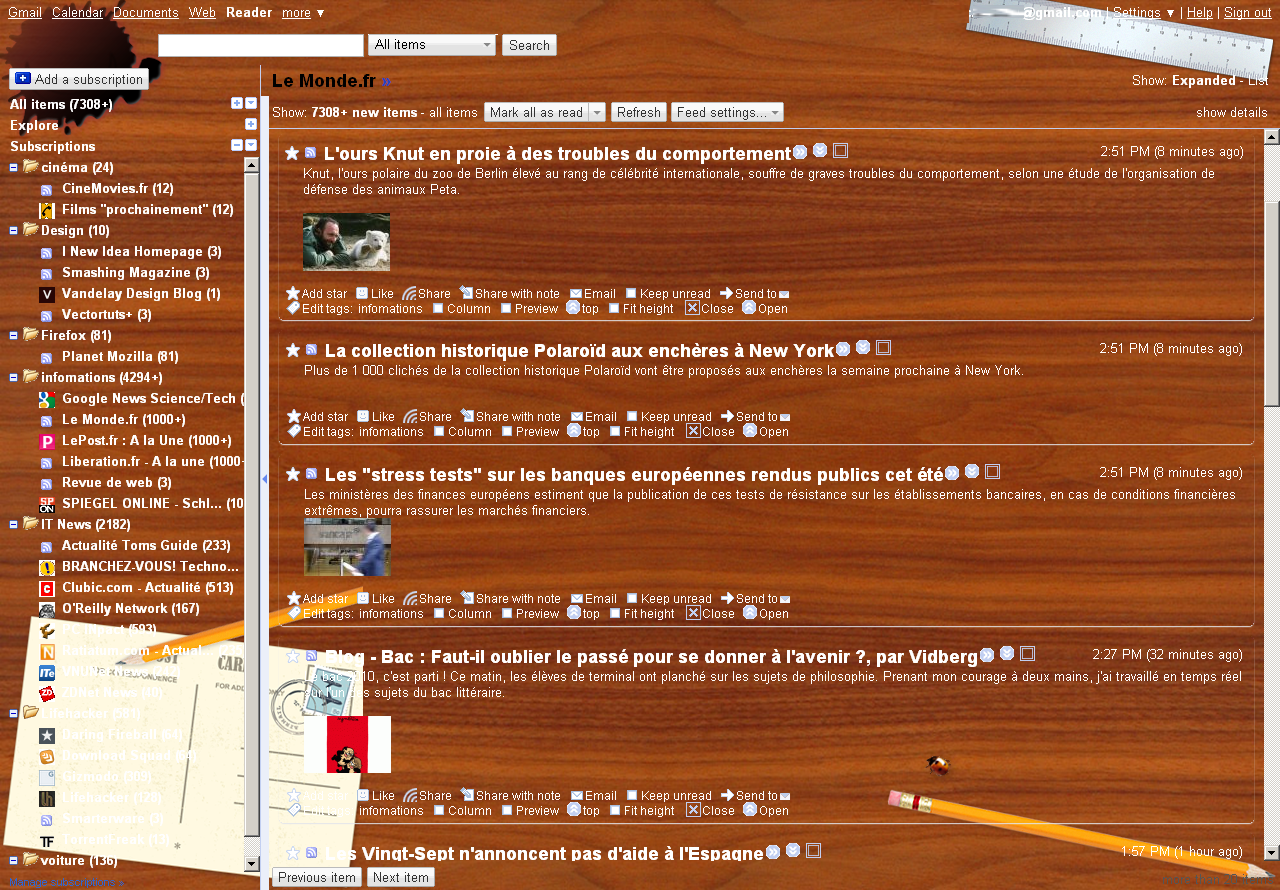 Gmail Calendar Documents Web Reader more ▼
@gmail.com | Settings ▼ | Help | Sign out
All items
Search
Add a subscription
All items (7308+)
Explore
Subscriptions
cinéma (24)
CineMovies.fr (12)
Films "prochainement" (12)
Design (10)
I New Idea Homepage (3)
Smashing Magazine (3)
Vandelay Design Blog (1)
Vectortuts+ (3)
Firefox (81)
Planet Mozilla (81)
infomations (4294+)
Google News Science/Tech (
Le Monde.fr (1000+)
LePost.fr : A la Une (1000+)
Liberation.fr - A la une (1000+
Revue de web (3)
SPIEGEL ONLINE - Schl... (10
IT News (2182)
Actualité Toms Guide (233)
BRANCHEZ-VOUS! Techno...
Clubic.com - Actualité (513)
O'Reilly Network (167)
PC INpact (593)
Ratiatum.com - Actual...
VNUNet News
ZDNet News (40)
Lifehacker (581)
Daring Fireball (64)
Download Squad (64)
Gizmodo (309)
Lifehacker (128)
Smarterware (3)
TorrentFreak (13)
voiture (136)
Manage subscriptions »
Le Monde.fr »
Show: Expanded - List
Show: 7308+ new items - all items Mark all as read Refresh Feed settings...
show details
L'ours Knut en proie à des troubles du comportement
2:51 PM (8 minutes ago)
Knut, l'ours polaire du zoo de Berlin élevé au rang de célébrité internationale, souffre de graves troubles du comportement, selon une étude de l'organisation de
défense des animaux Peta.
Add star Like Share Share with note Email Keep unread Send to
Edit tags: infomations Column Preview top Fit height Close Open
La collection historique Polaroïd aux enchères à New York
2:51 PM (8 minutes ago)
Plus de 1 000 clichés de la collection historique Polaroïd vont être proposés aux enchères la semaine prochaine à New York.
Add star Like Share Share with note Email Keep unread Send to
Edit tags: infomations Column Preview top Fit height Close Open
Les "stress tests" sur les banques européennes rendus publics cet été
2:51 PM (8 minutes ago)
Les ministères des finances européns estiment que la publication de ces tests de résistance sur les établissements bancaires, en cas de conditions financières
extrêmes, pourra rassurer les marchés financiers.
Add star Like Share Share with note Email Keep unread Send to
Edit tags: infomations Column Preview top Fit height Close Open
Blog - Bac : Faut-il oublier le passé pour se donner à l'avenir ?, par Vidberg
2:27 PM (32 minutes ago)
Le bac 2010, c'est parti ! Ce matin, les élèves de terminal ont planché sur les sujets de philosophie. Prenant mon courage à deux mains, j'ai travaillé en temps réel
sur l'un des sujets du bac littéraire.
Add star Like Share Share with note Email Keep unread Send to
Edit tags: infomations Column Preview top Fit height Close Open
Les Vingt-Sept n'annoncent pas d'aide à l'Espagne
1:57 PM (1 hour ago)
Previous item Next item